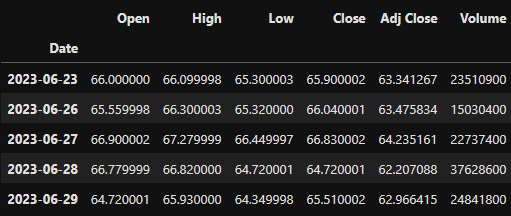 Open High Low Close Adj Close Volume
Date
2023-06-23 66.000000 66.099998 65.300003 65.900002 63.341267 23510900
2023-06-26 65.559998 66.300003 65.320000 66.040001 63.475834 15030400
2023-06-27 66.900002 67.279999 66.449997 66.830002 64.235161 22737400
2023-06-28 66.779999 66.820000 64.720001 64.720001 62.207088 37628600
2023-06-29 64.720001 65.930000 64.349998 65.510002 62.966415 24841800